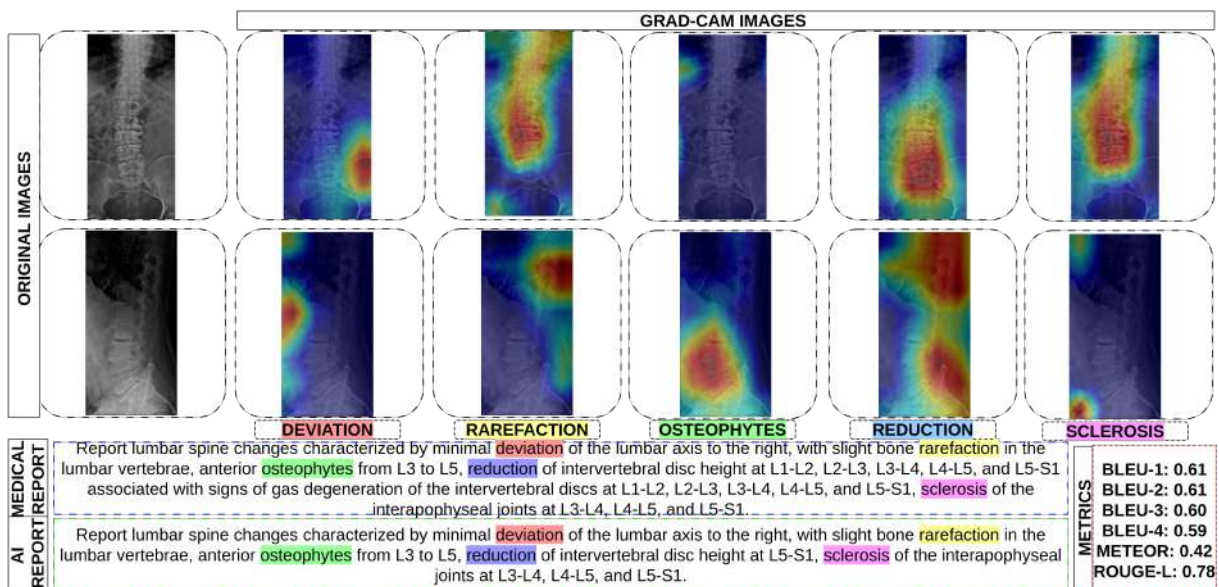 GRAD-CAM IMAGES
ORIGINAL IMAGES
DEVIATION
RAREFACTION
OSTEOPHYTES
REDUCTION
SCLEROSIS
MEDICAL
REPORT
Report lumbar spine changes characterized by minimal deviation of the lumbar axis to the right, with slight bone rarefaction in the
lumbar vertebrae, anterior osteophytes from L3 to L5, reduction of intervertebral disc height at L1-L2, L2-L3, L3-L4, L4-L5, and L5-S1
associated with signs of gas degeneration of the intervertebral discs at L1-L2, L2-L3, L3-L4, L4-L5, and L5-S1, sclerosis of the
interapophyseal joints at L3-L4, L4-L5, and L5-S1.
AI
REPORT
Report lumbar spine changes characterized by minimal deviation of the lumbar axis to the right, with slight bone rarefaction in the
lumbar vertebrae, anterior osteophytes from L3 to L5, reduction of intervertebral disc height at L5-S1, sclerosis of the interapophyseal
joints at L3-L4, L4-L5, and L5-S1.
METRICS
BLEU-1: 0.61
BLEU-2: 0.61
BLEU-3: 0.60
BLEU-4: 0.59
METEOR: 0.42
ROUGE-L: 0.78